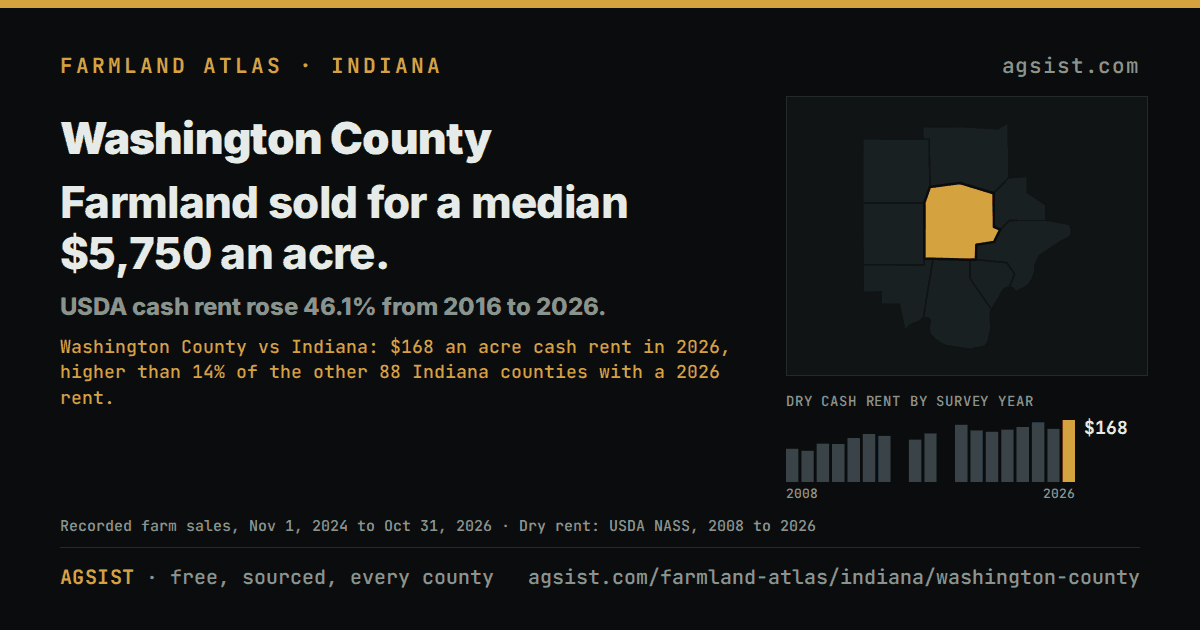 FARMLAND ATLAS · INDIANA
agsist.com
Washington County
Farmland sold for a median
$5,750 an acre.
USDA cash rent rose 46.1% from 2016 to 2026.
Washington County vs Indiana: $168 an acre cash rent in 2026,
higher than 14% of the other 88 Indiana counties with a 2026
rent.
DRY CASH RENT BY SURVEY YEAR
$168
2008
2026
Recorded farm sales, Nov 1, 2024 to Oct 31, 2026 · Dry rent: USDA NASS, 2008 to 2026
AGSIST · free, sourced, every county
agsist.com/farmland-atlas/indiana/washington-county